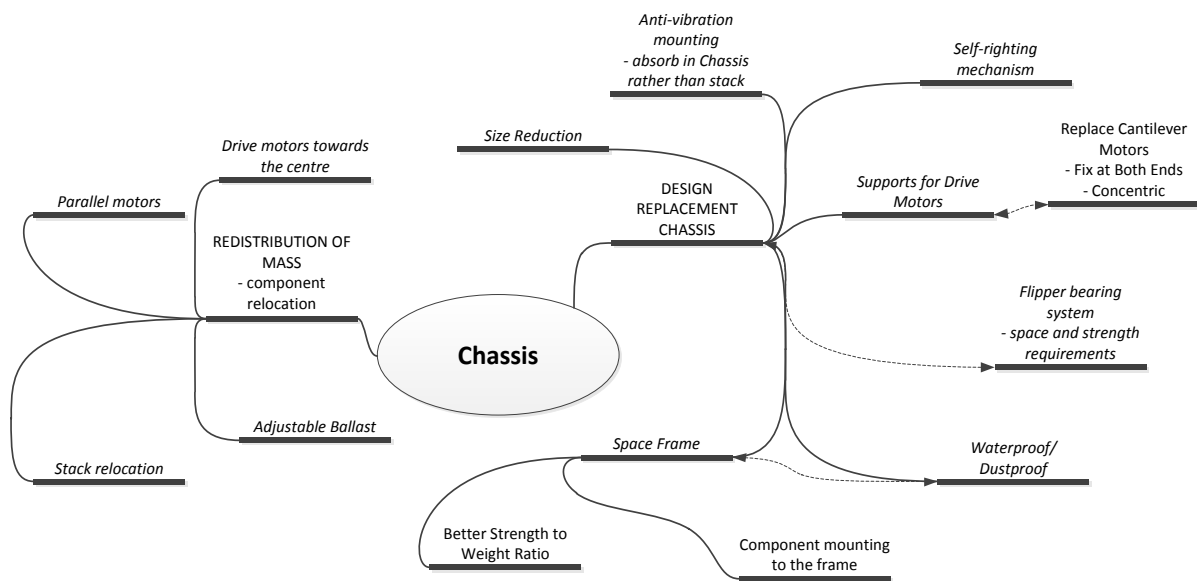 Anti-vibration
mounting
- absorb in Chassis
rather than stack
Self-righting
mechanism
Size Reduction
Drive motors towards
the centre
Parallel motors
Replace Cantilever
Motors
- Fix at Both Ends
- Concentric
Supports for Drive
Motors
DESIGN
REPLACEMENT
CHASSIS
REDISTRIBUTION OF
MASS
- component
relocation
Chassis
Flipper bearing
system
- space and strength
requirements
Adjustable Ballast
Stack relocation
Space Frame
Waterproof/
Dustproof
Better Strength to
Weight Ratio
Component mounting
to the frame